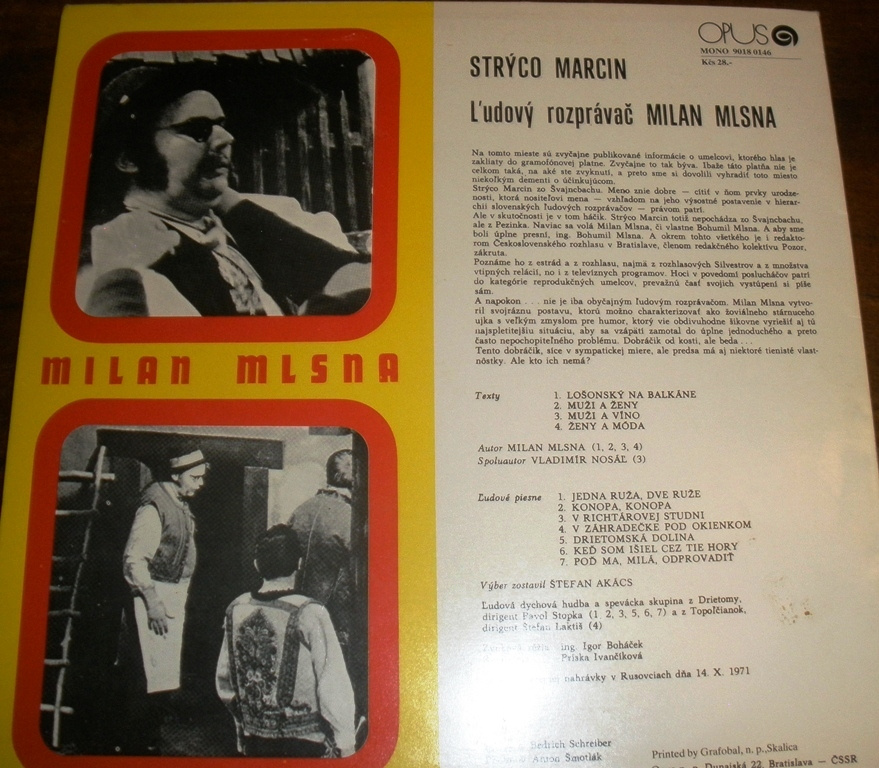 MILAN MLSNA
OPUS
MONO 9018 0146
Kčs 28,-
STRÝCO MARCIN
Ľudový rozprávač MILAN MLSNA
Na tomto mieste sú zvyčajne publikované informácie o umelcovi, ktorého hlas je
zakliaty do gramofónovej platne. Zvyčajne to tak býva. Ibaže táto platňa nie je
celkom taká, na aké ste zvyknutí, a preto sme si dovolili vyhradiť toto miesto
niekoľkým dementi o účinkujúcom.
Strýco Marcin zo Švajncbachu. Meno znie dobre — cítiť v ňom prvky urodze-
nosti, ktorá nositeľovi mena — vzhľadom na jeho výsostné postavenie v hierar-
chii slovenských ľudových rozprávačov — právom patrí.
Ale v skutočnosti je v tom háčik. Strýco Marcin totiž nepochádza zo Švajncbachu,
ale z Pezinka. Naviac sa volá Milan Mlsna, či vlastne Bohumil Mlsna. A aby sme
boli úplne presní, ing. Bohumil Mlsna. A okrem tohto všetkého je i redakto-
rom Československého rozhlasu v Bratislave, členom redakčného kolektívu Pozor,
zákruta.
Poznáme ho z estrád a z rozhlasu, najmä z rozhlasových Silvestrov a z množstva
vtipných relácií, no i z televíznych programov. Hoci v povedomí poslucháčov patrí
do kategórie reprodukčných umelcov, prevažnú časť svojich vystúpení si píše
sám.
A napokon . . . nie je iba obyčajným ľudovým rozprávačom. Milan Mlsna vytvo-
ril svojráznu postavu, ktorú možno charakterizovať ako žoviálneho stárnuceho
ujka s veľkým zmyslom pre humor, ktorý vie obdivuhodne šikovne vyriešiť aj tú
najspletitejšiu situáciu, aby sa vzápätí zamotal do úplne jednoduchého a preto
často nepochopiteľného problému. Dobráčik od kosti, ale beda . . .
Tento dobráčik, síce v sympatickej miere, ale predsa má aj niektoré tienisté vlast-
nôstky. Ale kto ich nemá?
Texty 1. LOŠONSKÝ NA BALKÁNE
2. MUŽI A ŽENY
3. MUŽI A VÍNO
4. ŽENY A MÓDA
Autor MILAN MLSNA (1, 2, 3, 4)
Spoluautor VLADIMÍR NOSÁĽ (3)
Ľudové piesne 1. JEDNA RUŽA, DVE RUŽE
2. KONOPA, KONOPA
3. V RICHTÁROVEJ STUDNI
4. V ZÁHRADEČKE POD OKIENKOM
5. DRIETOMSKÁ DOLINA
6. KEĎ SOM IŠIEL CEZ TIE HORY
7. POĎ MA, MILÁ, ODPROVADIŤ
Výber zostavil ŠTEFAN AKÁCS
Ľudová dychová hudba a spevácka skupina z Drietomy,
dirigent Pavol Stopka (1, 2, 3, 5, 6, 7) a z Topoľčianok,
dirigent Štefan Laktiš (4)
ing. Igor Boháček
Priska Ivančíková
nahrávky v Rusovciach dňa 14. X. 1971
Bedrich Schreiber
Anton Šmotlák
Printed by Grafobal, n. p., Skalica
Dunajská 22, Bratislava — ČSSR